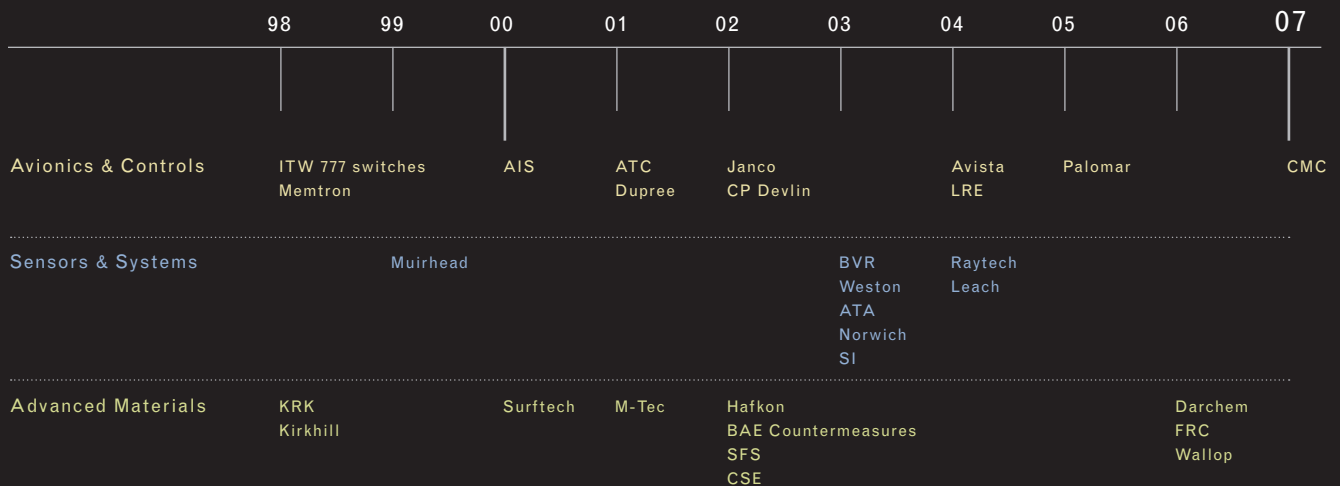 98 99 00 01 02 03 04 05 06 07
Avionics & Controls ITW 777 switches AIS ATC Janco Avista Palomar CMC
Memtron Dupree CP Devlin LRE
Sensors & Systems Muirhead BVR Raytech
Weston Leach
ATA
Norwich
SI
Advanced Materials KRK Surftech M-Tec Hafkon Darchem
Kirkhill BAE Countermeasures FRC
SFS Wallop
CSE